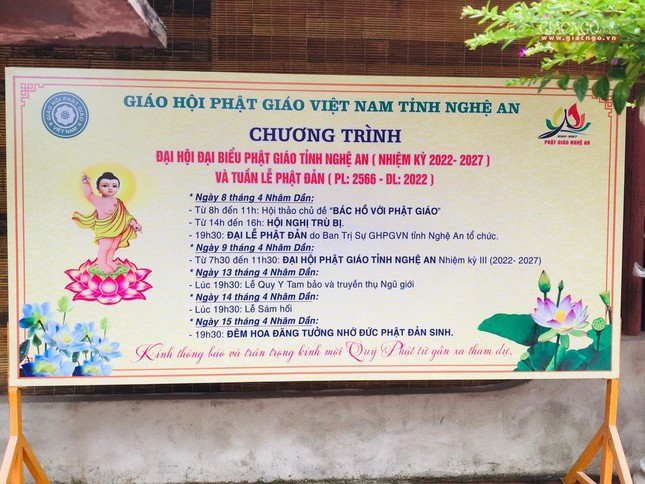 GIACNGO
www.giacngo.vn
GIÁO HỘI PHẬT GIÁO VIỆT NAM TỈNH NGHỆ AN
GIÁO HỘI PHẬT GIÁO VIỆT NAM
CHƯƠNG TRÌNH
PHẬT GIÁO NGHỆ AN
ĐẠI HỘI ĐẠI BIỂU PHẬT GIÁO TỈNH NGHỆ AN ( NHIỆM KỲ 2022- 2027 )
VÀ TUẦN LỄ PHẬT ĐẢN ( PL: 2566 - DL: 2022 )
* Ngày 8 tháng 4 Nhâm Dần:
- Từ 8h đến 11h: Hội thảo chủ đề "BÁC HỒ VỚI PHẬT GIÁO"
- Từ 14h đến 16h: HỘI NGHỊ TRÙ BỊ.
- 19h30: ĐẠI LỄ PHẬT ĐẢN do Ban Trị Sự GHPGVN tỉnh Nghệ An tổ chức.
* Ngày 9 tháng 4 Nhâm Dần:
- Từ 7h30 đến 11h30: ĐẠI HỘI PHẬT GIÁO TỈNH NGHỆ AN Nhiệm kỳ III (2022- 2027)
* Ngày 13 tháng 4 Nhâm Dần:
- Lúc 19h30: Lễ Quy Y Tam bảo và truyền thụ Ngũ giới
* Ngày 14 tháng 4 Nhâm Dần:
- Lúc 19h30: Lễ Sám hối
* Ngày 15 tháng 4 Nhâm Dần:
- 19h30: ĐÊM HOA ĐĂNG TƯỞNG NHỚ ĐỨC PHẬT ĐẢN SINH.
Kính thông báo và trân trọng kính mời Quý Phật tử gần xa tham dự.